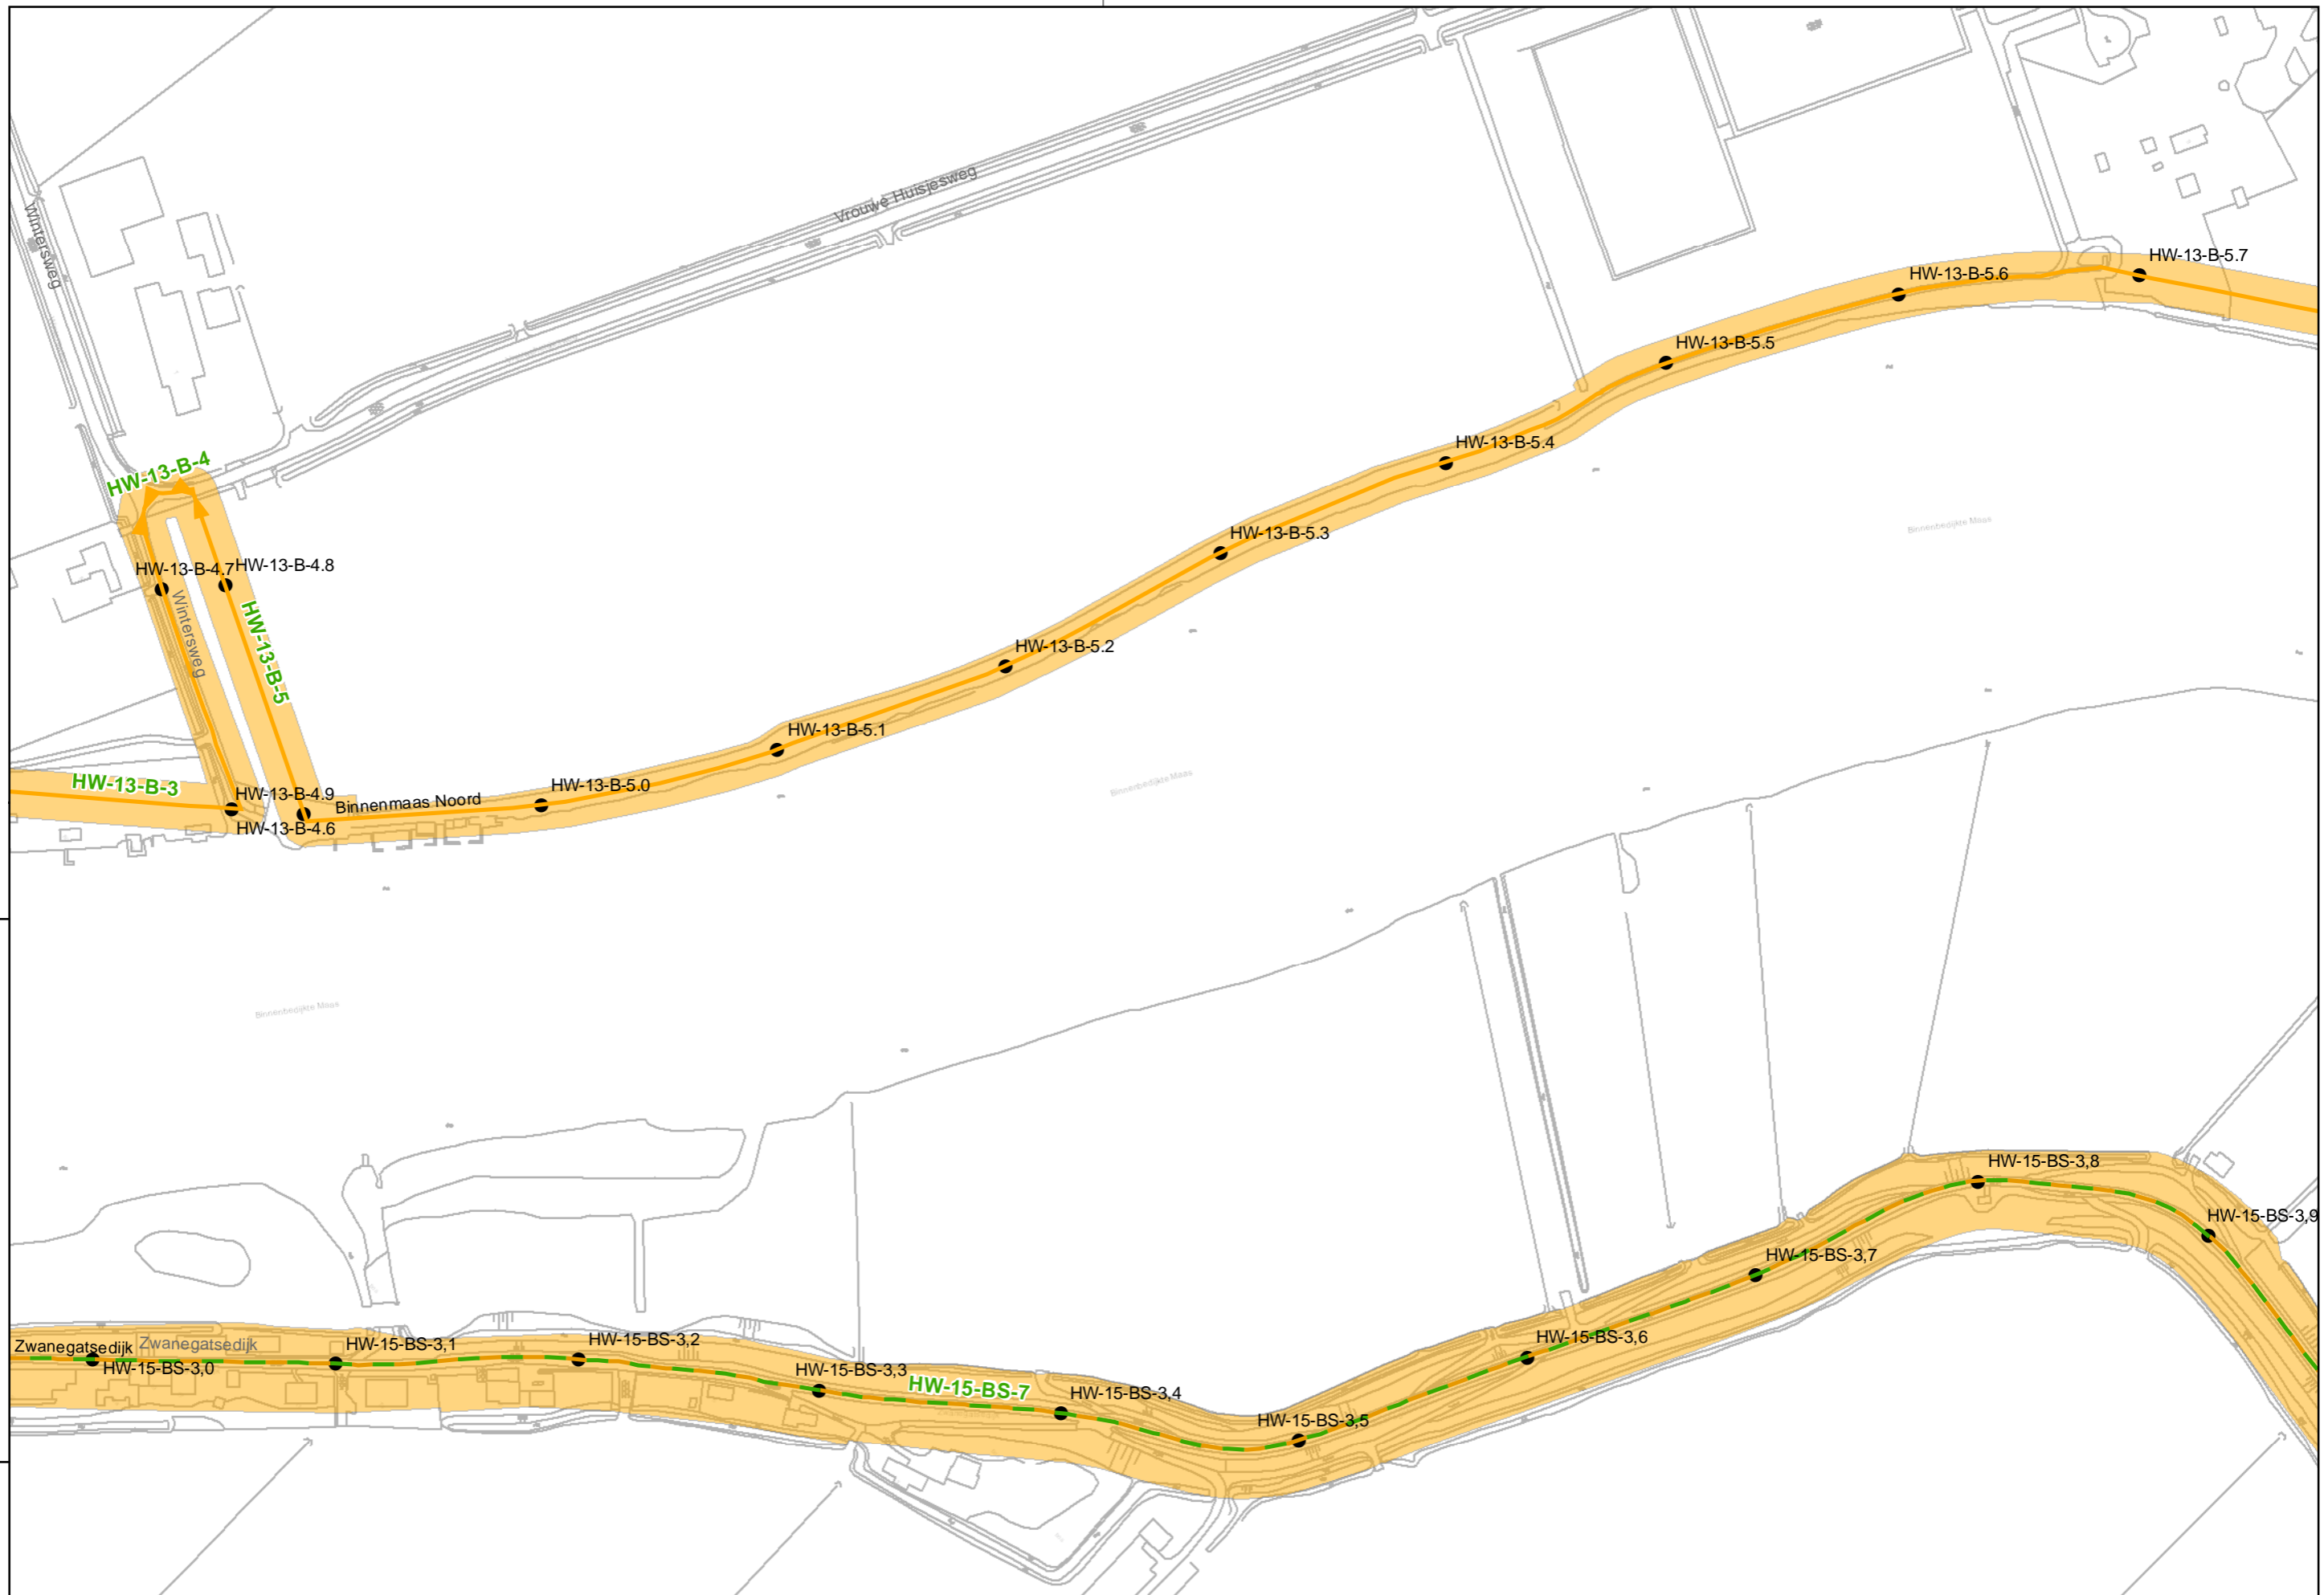 Vrouwe Huisjesweg
Wintersweg
HW-13-B-5.7
HW-13-B-5.6
HW-13-B-5.5
HW-13-B-5.4
HW-13-B-4
Binnenbedijkte Maas
HW-13-B-5.3
HW-13-B-4.7
HW-13-B-4.8
Wintersweg
HW-13-B-5
HW-13-B-5.2
HW-13-B-5.1
HW-13-B-3
Binnenbedijkte Maas
HW-13-B-4.9
Binnenmaas Noord
HW-13-B-5.0
HW-13-B-4.6
Binnenbedijkte Maas
HW-15-BS-3,8
HW-15-BS-3,9
HW-15-BS-3,7
Zwanegatsedijk
Zwanegatsedijk
HW-15-BS-3,1
HW-15-BS-3,2
HW-15-BS-3,6
HW-15-BS-3,0
HW-15-BS-3,3
HW-15-BS-7
HW-15-BS-3,4
HW-15-BS-3,5